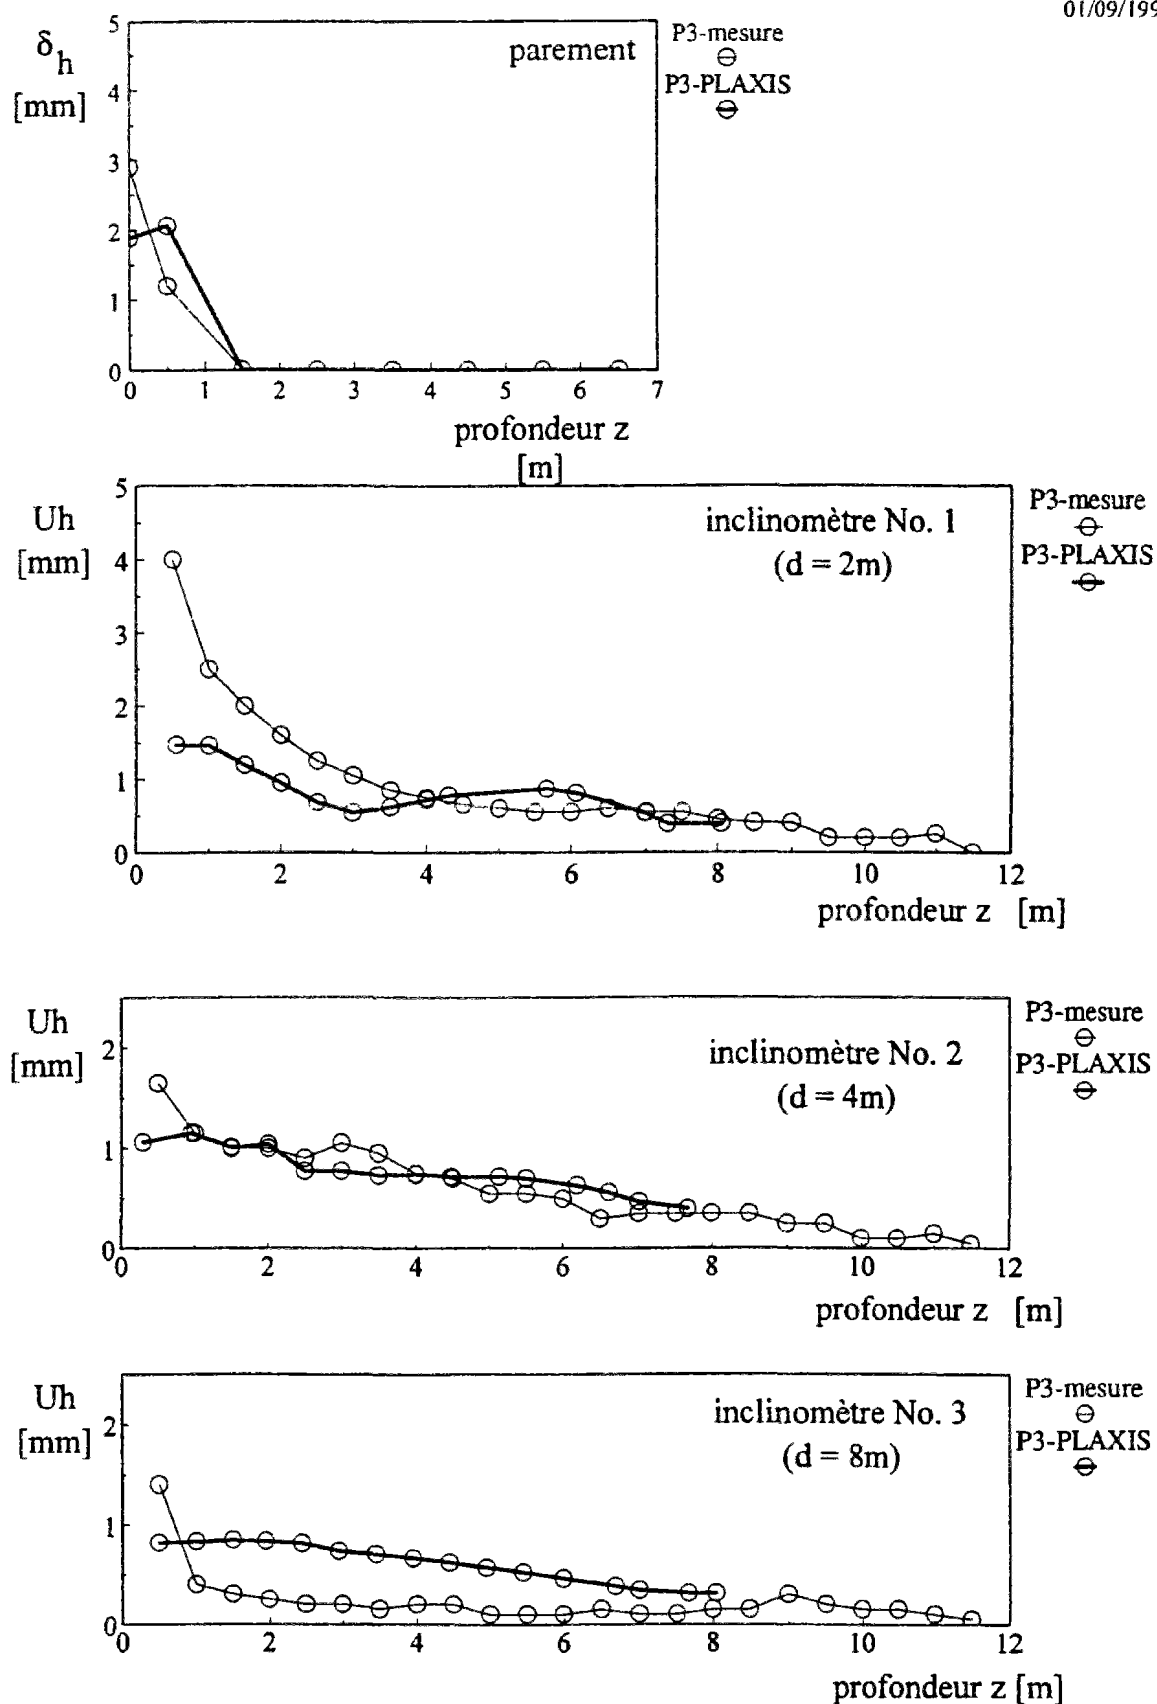 01/09/199
δh
[mm]
parement
P3-mesure
P3-PLAXIS
5
4
3
2
1
0
0 1 2 3 4 5 6 7
profondeur z
[m]
Uh
[mm]
inclinomètre No. 1
(d = 2m)
P3-mesure
P3-PLAXIS
5
4
3
2
1
0
0 2 4 6 8 10 12
profondeur z [m]
Uh
[mm]
inclinomètre No. 2
(d = 4m)
P3-mesure
P3-PLAXIS
2
1
0
0 2 4 6 8 10 12
profondeur z [m]
Uh
[mm]
inclinomètre No. 3
(d = 8m)
P3-mesure
P3-PLAXIS
2
1
0
0 2 4 6 8 10 12
profondeur z [m]